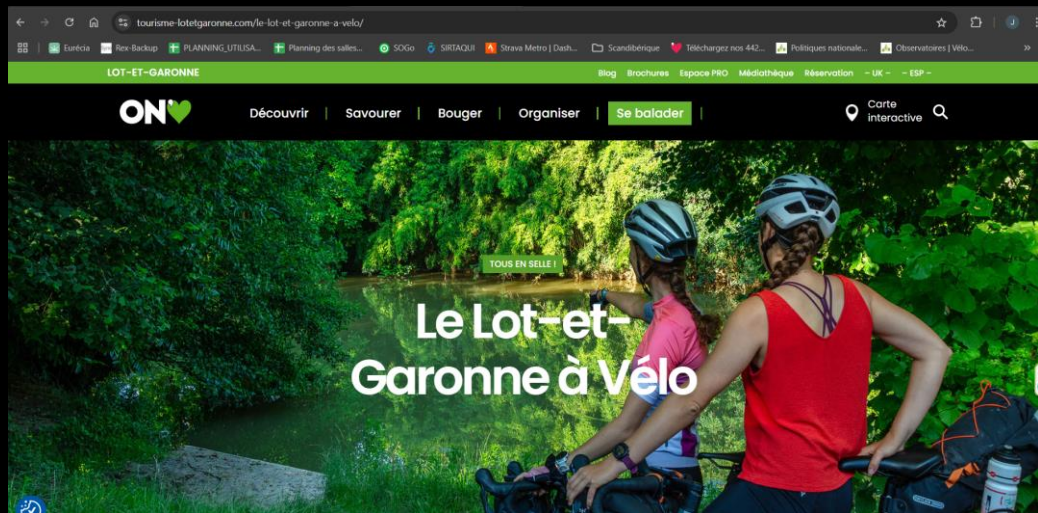 tourisme-lotetgaronne.com/le-lot-et-garonne-a-velo/
Eurécia Rex-Backup PLANNING_UTILISA... Planning des salles... SOGo SIRTAQUI Strava Metro | Dash... Scandibérique Téléchargez nos 442... Politiques nationale... Observatoires | Vélo... »
LOT-ET-GARONNE Blog Brochures Espace PRO Médiathèque Réservation - UK - - ESP -
ON' Découvrir | Savourer | Bouger | Organiser | Se balader | Carte
interactive
TOUS EN SELLE !
Le Lot-et-
Garonne à Vélo
ORTLIEB